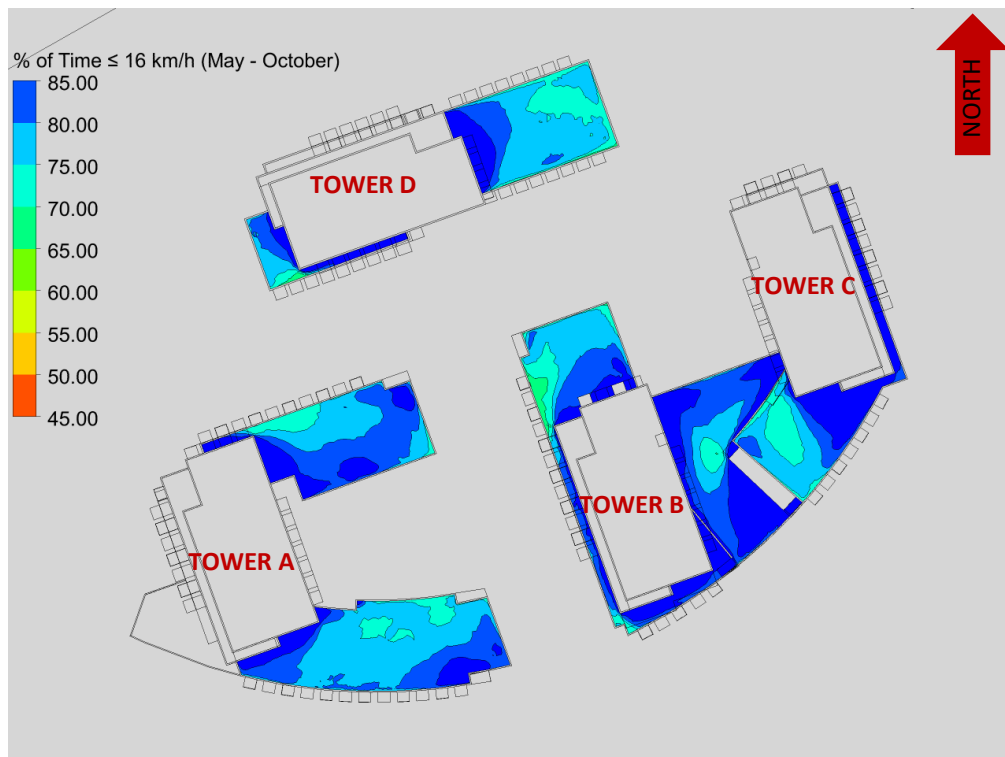 % of Time ≤ 16 km/h (May - October)
85.00
80.00
75.00
70.00
65.00
60.00
55.00
50.00
45.00
NORTH
TOWER D
TOWER C
TOWER B
TOWER A